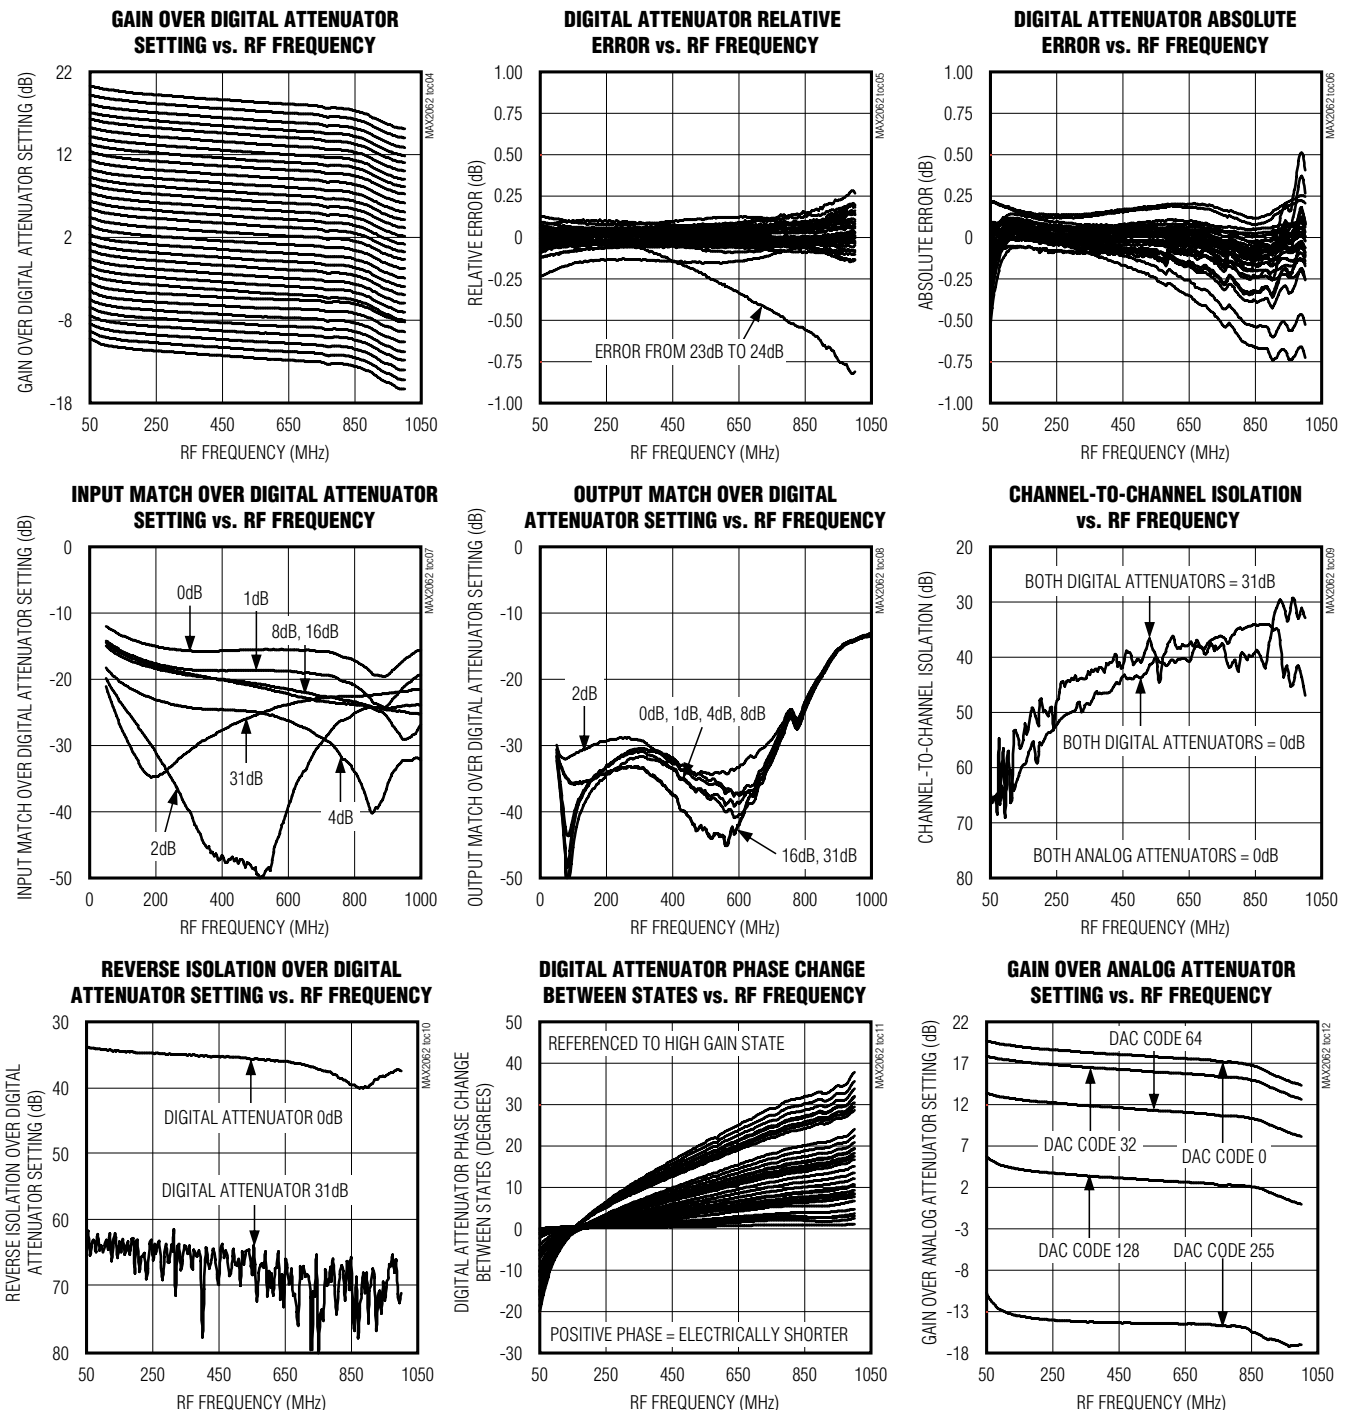 GAIN OVER DIGITAL ATTENUATOR
SETTING vs. RF FREQUENCY
GAIN OVER DIGITAL ATTENUATOR SETTING (dB)
22
12
2
-8
-18
50
250
450
650
850
1050
RF FREQUENCY (MHz)
MAX2062 toc04
DIGITAL ATTENUATOR RELATIVE
ERROR vs. RF FREQUENCY
RELATIVE ERROR (dB)
1.00
0.75
0.50
0.25
0
-0.25
-0.50
-0.75
-1.00
ERROR FROM 23dB TO 24dB
50
250
450
650
850
1050
RF FREQUENCY (MHz)
MAX2062 toc05
DIGITAL ATTENUATOR ABSOLUTE
ERROR vs. RF FREQUENCY
ABSOLUTE ERROR (dB)
1.00
0.75
0.50
0.25
0
-0.25
-0.50
-0.75
-1.00
50
250
450
650
850
1050
RF FREQUENCY (MHz)
MAX2062 toc06
INPUT MATCH OVER DIGITAL ATTENUATOR
SETTING vs. RF FREQUENCY
INPUT MATCH OVER DIGITAL ATTENUATOR SETTING (dB)
0
-10
-20
-30
-40
-50
0dB
1dB
8dB, 16dB
31dB
4dB
2dB
0
200
400
600
800
1000
RF FREQUENCY (MHz)
MAX2062 toc07
OUTPUT MATCH OVER DIGITAL
ATTENUATOR SETTING vs. RF FREQUENCY
OUTPUT MATCH OVER DIGITAL ATTENUATOR SETTING (dB)
0
-10
-20
-30
-40
-50
2dB
0dB, 1dB, 4dB, 8dB
16dB, 31dB
0
200
400
600
800
1000
RF FREQUENCY (MHz)
MAX2062 toc08
CHANNEL-TO-CHANNEL ISOLATION
vs. RF FREQUENCY
CHANNEL-TO-CHANNEL ISOLATION (dB)
20
30
40
50
60
70
80
BOTH DIGITAL ATTENUATORS = 31dB
BOTH DIGITAL ATTENUATORS = 0dB
BOTH ANALOG ATTENUATORS = 0dB
50
250
450
650
850
1050
RF FREQUENCY (MHz)
MAX2062 toc09
REVERSE ISOLATION OVER DIGITAL
ATTENUATOR SETTING vs. RF FREQUENCY
REVERSE ISOLATION OVER DIGITAL
ATTENUATOR SETTING (dB)
30
40
50
60
70
80
DIGITAL ATTENUATOR 0dB
DIGITAL ATTENUATOR 31dB
50
250
450
650
850
1050
RF FREQUENCY (MHz)
MAX2062 toc10
DIGITAL ATTENUATOR PHASE CHANGE
BETWEEN STATES vs. RF FREQUENCY
DIGITAL ATTENUATOR PHASE CHANGE
BETWEEN STATES (DEGREES)
50
40
30
20
10
0
-10
-20
-30
REFERENCED TO HIGH GAIN STATE
POSITIVE PHASE = ELECTRICALLY SHORTER
50
250
450
650
850
1050
RF FREQUENCY (MHz)
MAX2062 toc11
GAIN OVER ANALOG ATTENUATOR
SETTING vs. RF FREQUENCY
GAIN OVER ANALOG ATTENUATOR SETTING (dB)
22
17
12
7
2
-3
-8
-13
-18
DAC CODE 64
DAC CODE 32
DAC CODE 0
DAC CODE 128
DAC CODE 255
50
250
450
650
850
1050
RF FREQUENCY (MHz)
MAX2062 toc12